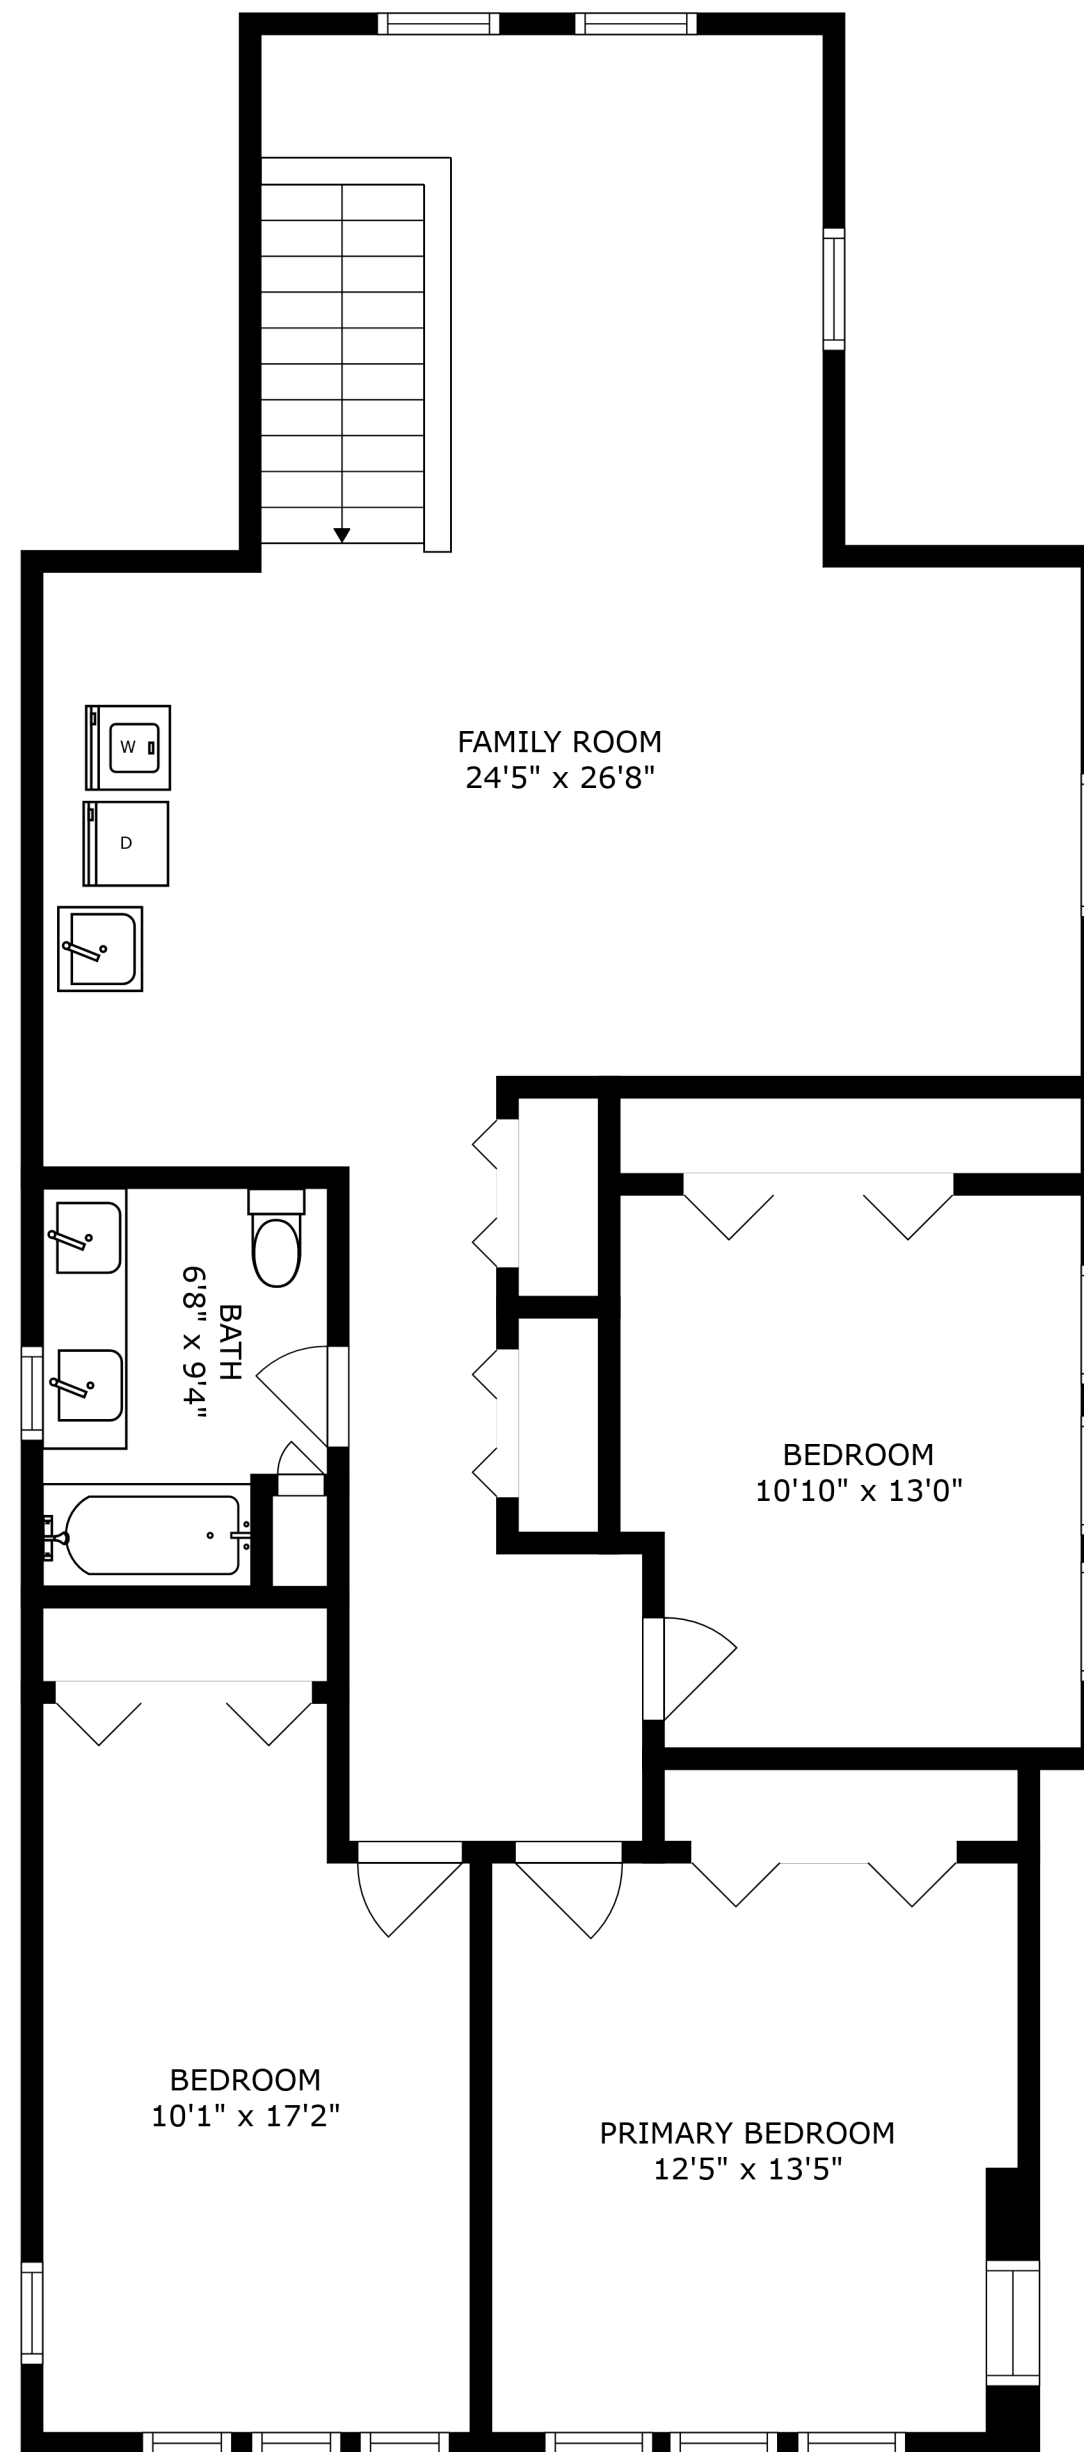 FAMILY ROOM
24'5" x 26'8"
W
D
BATH
6'8" x 9'4"
BEDROOM
10'10" x 13'0"
BEDROOM
10'1" x 17'2"
PRIMARY BEDROOM
12'5" x 13'5"